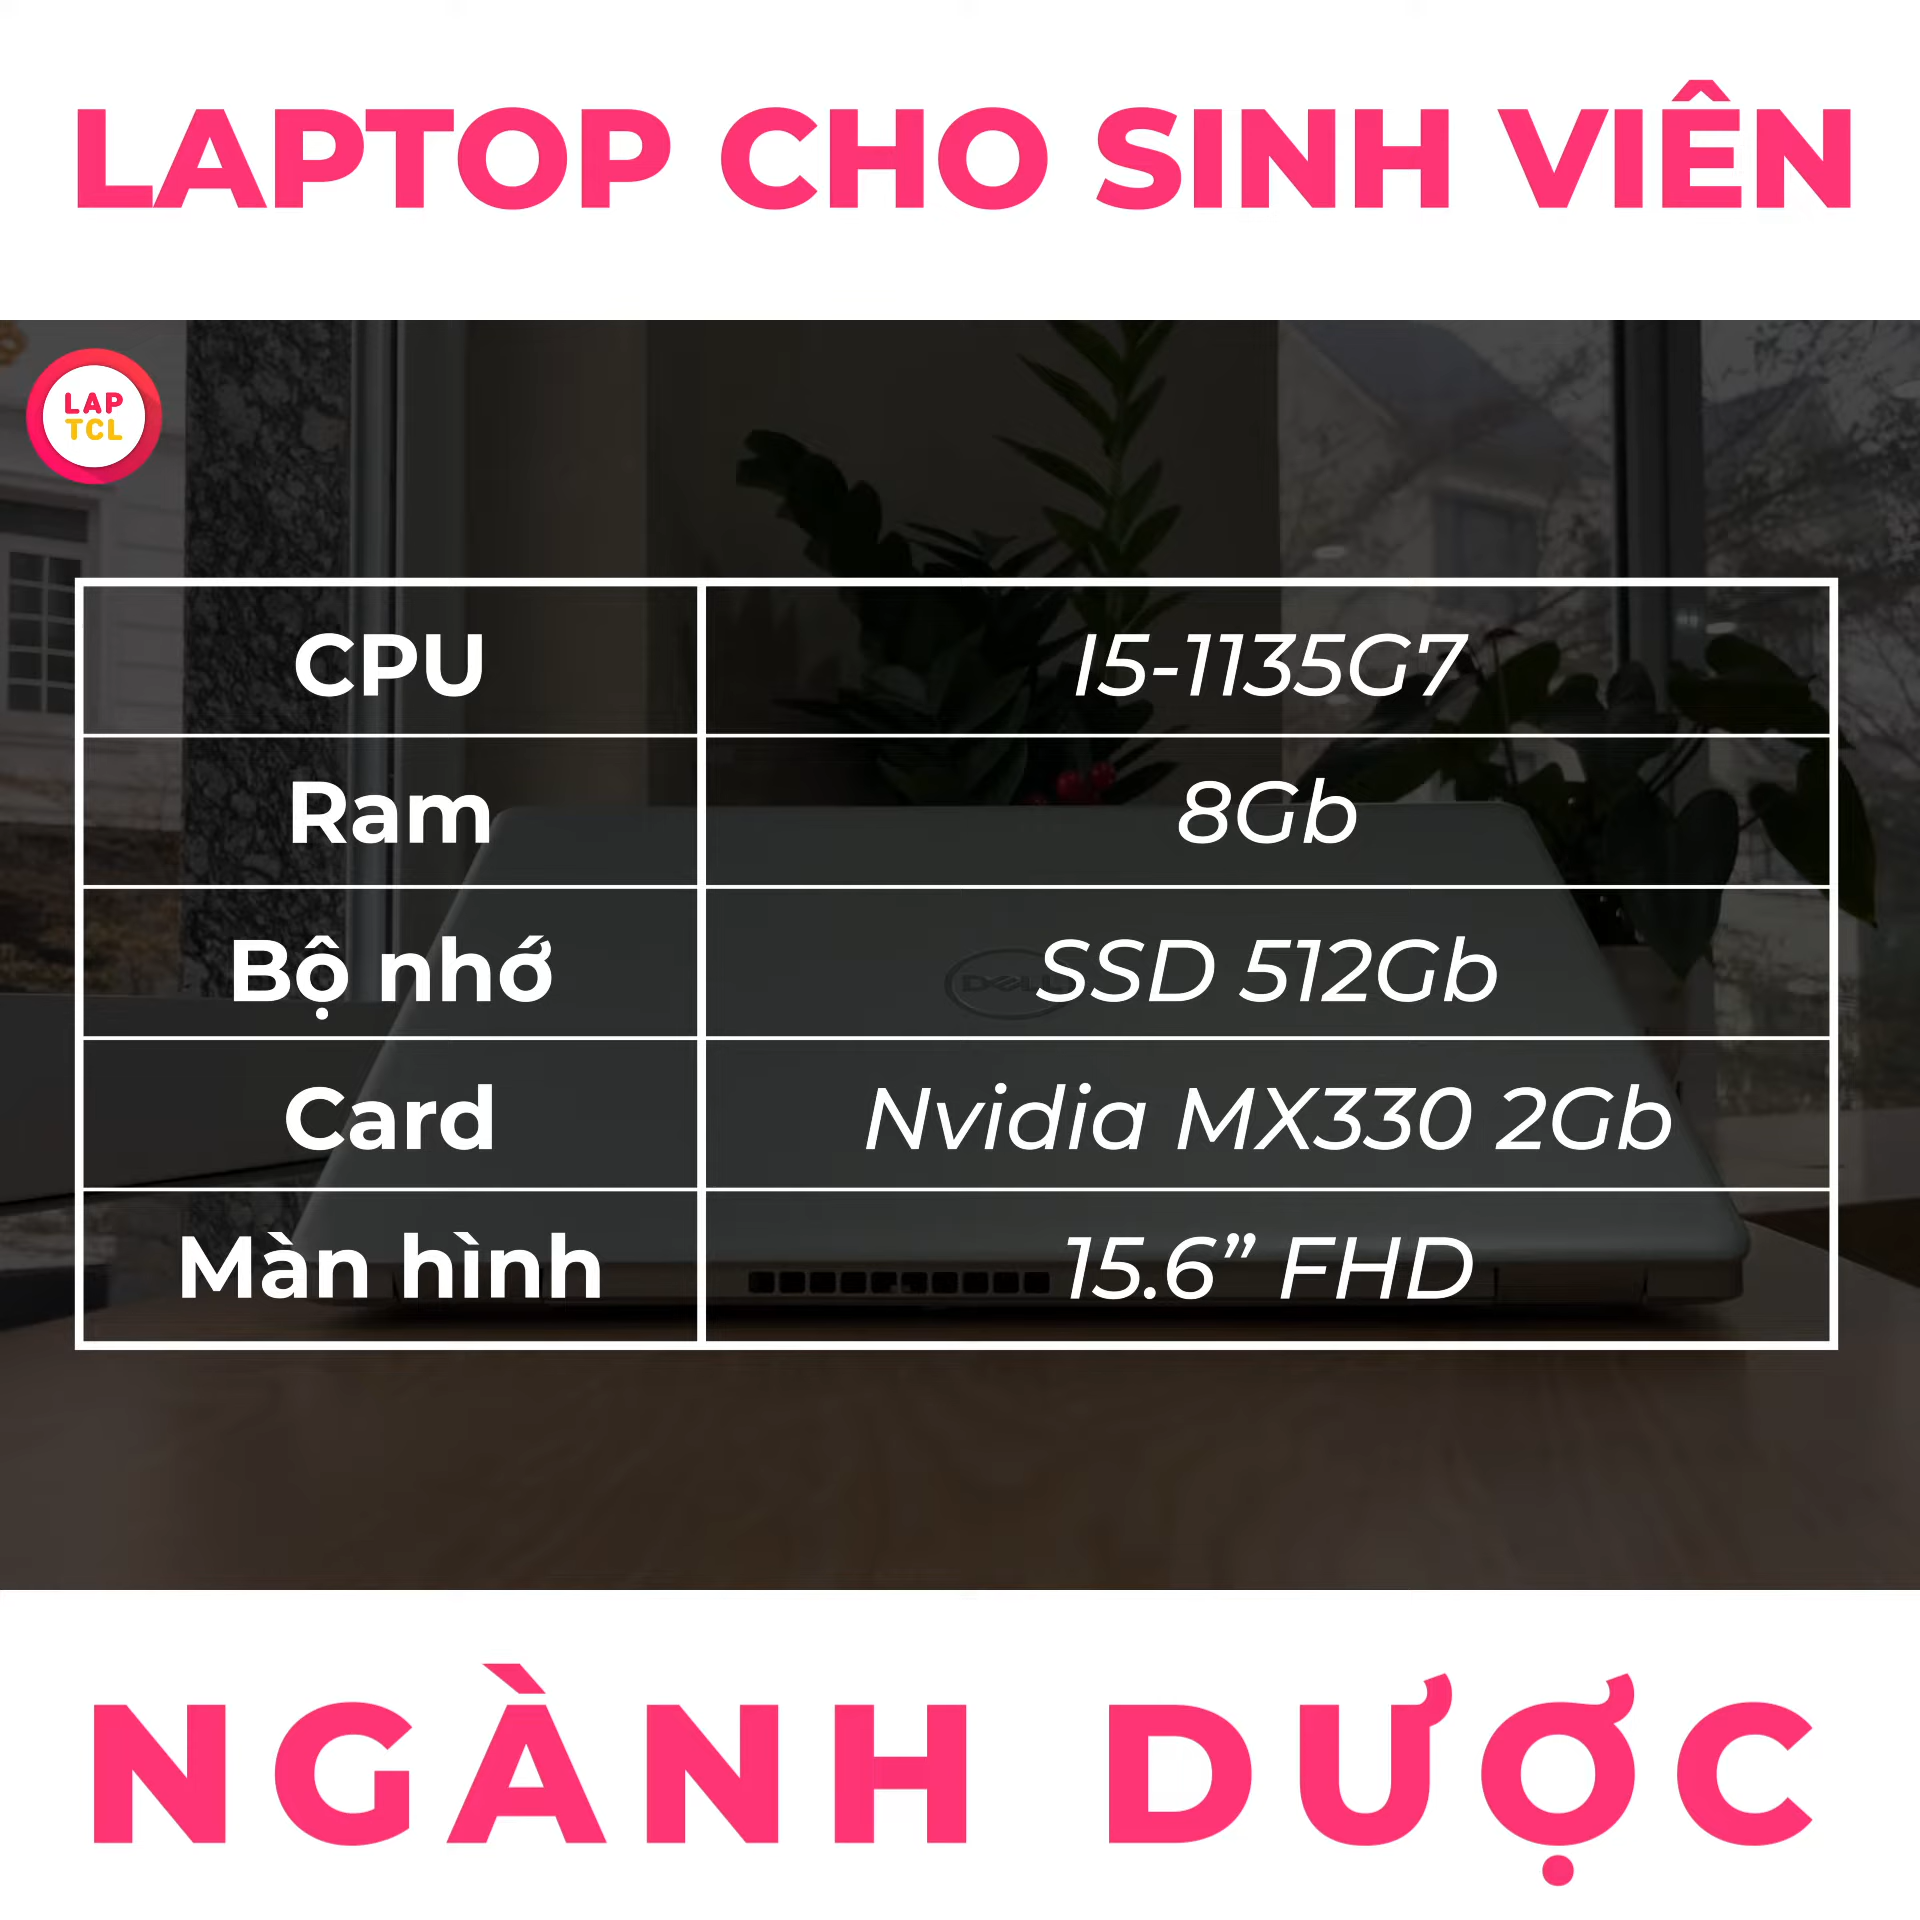 LAPTOP CHO SINH VIÊN
LAP
TCL
CPU I5-1135G7
Ram 8Gb
Bộ nhớ SSD 512Gb
DELL
Card Nvidia MX330 2Gb
Màn hình 15.6” FHD
NGÀNH DƯỢC